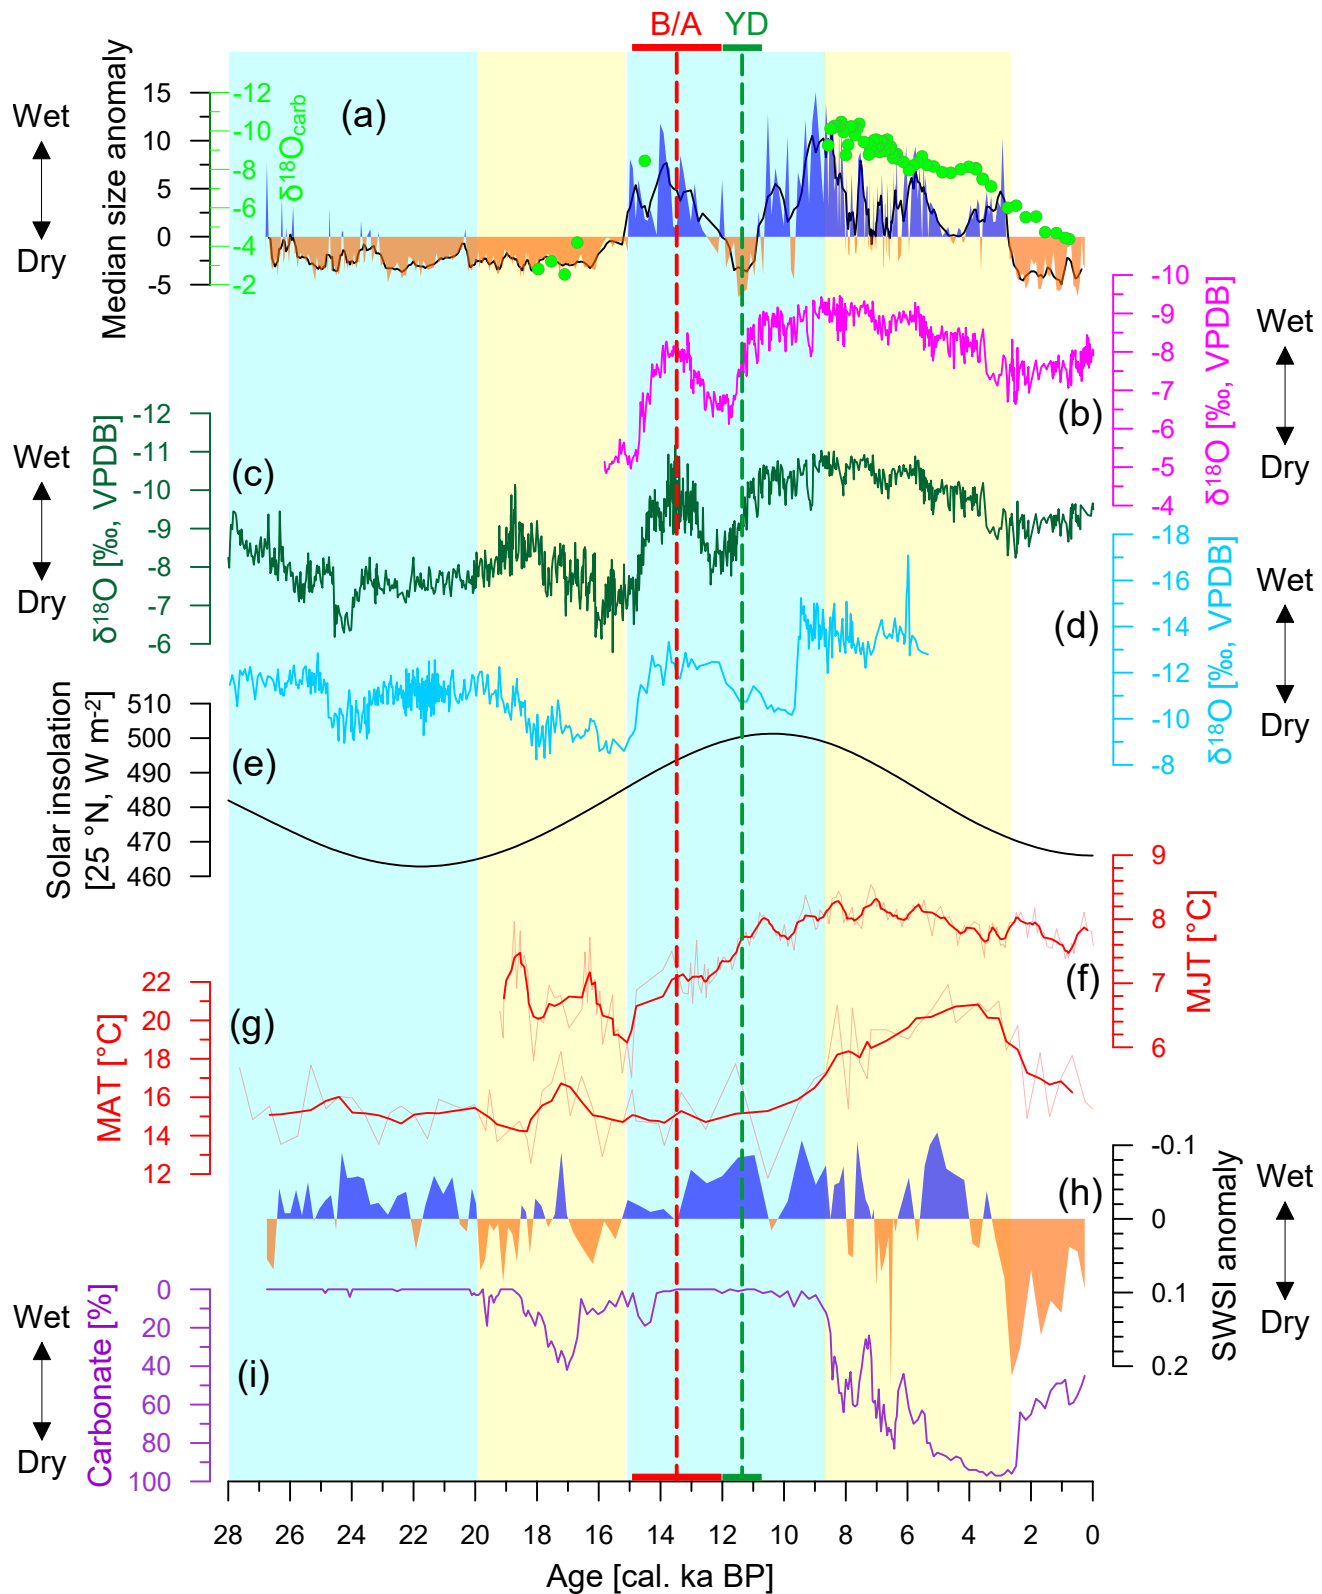 B/A YD
Wet
Dry
Median size anomaly
15
10
5
0
-5
-12
-10
-8
-6
-4
-2
δ18Ocarb
(a)
-10
-9
-8
-7
-6
-5
-4
δ18O [‰, VPDB]
(b)
Wet
Dry
Wet
Dry
δ18O [‰, VPDB]
-12
-11
-10
-9
-8
-7
-6
(c)
-18
-16
-14
-12
-10
-8
δ18O [‰, VPDB]
(d)
Wet
Dry
Solar insolation
[25 °N, W m-2]
510
500
490
480
470
460
(e)
9
8
7
6
MJT [°C]
(f)
MAT [°C]
22
20
18
16
14
12
(g)
-0.1
0
0.1
0.2
SWSI anomaly
(h)
Wet
Dry
Wet
Dry
Carbonate [%]
0
20
40
60
80
100
(i)
28 26 24 22 20 18 16 14 12 10 8 6 4 2 0
Age [cal. ka BP]